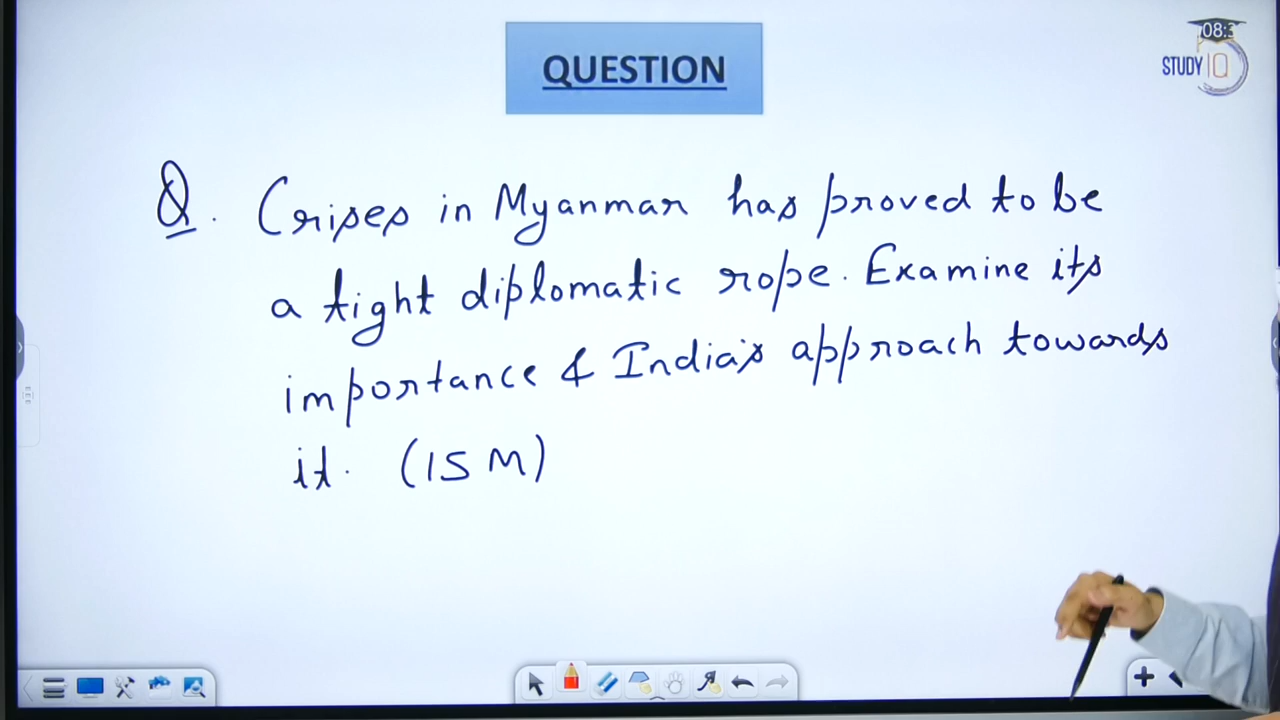 QUESTION
08:3
STUDY IQ
Q. Crises in Myanmar has proved to be
a tight diplomatic rope. Examine its
importance & India's approach towards
it. (15 M)